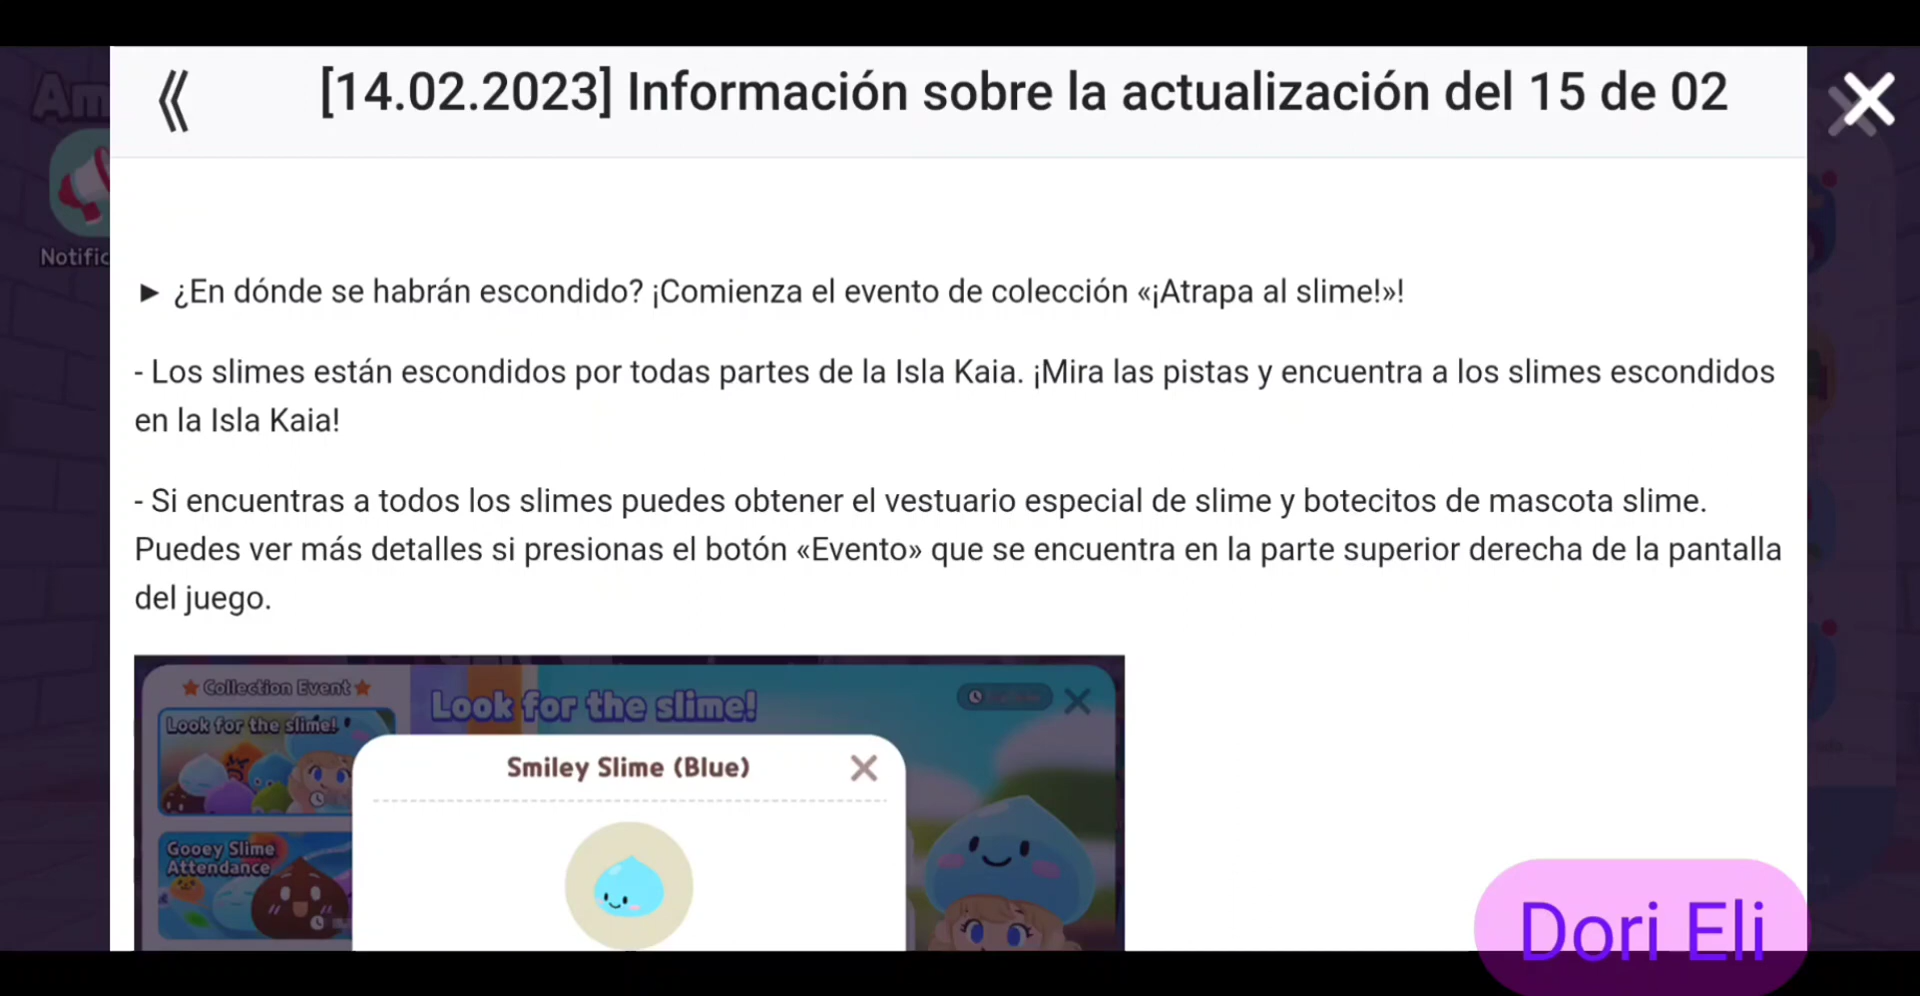 [14.02.2023] Información sobre la actualización del 15 de 02
► ¿En dónde se habrán escondido? ¡Comienza el evento de colección «¡Atrapa al slime!»!
- Los slimes están escondidos por todas partes de la Isla Kaia. ¡Mira las pistas y encuentra a los slimes escondidos
en la Isla Kaia!
- Si encuentras a todos los slimes puedes obtener el vestuario especial de slime y botecitos de mascota slime.
Puedes ver más detalles si presionas el botón «Evento» que se encuentra en la parte superior derecha de la pantalla
del juego.
Collection Event
Look for the slime!
Look for the slime!
Smiley Slime (Blue)
Gooey Slime
Attendance
Dori Eli